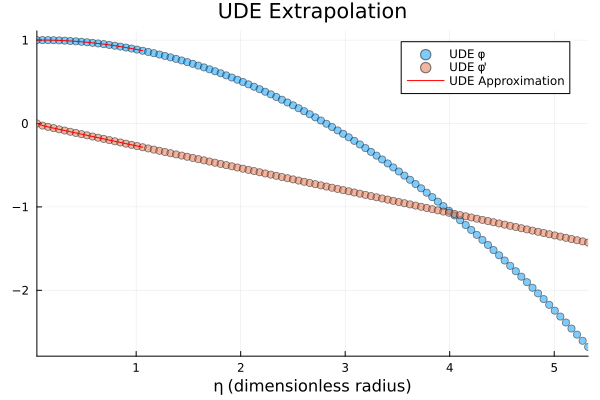 UDE Extrapolation
UDE φ
UDE φ'
UDE Approximation
1
0
−1
−2
1
2
3
4
5
η (dimensionless radius)